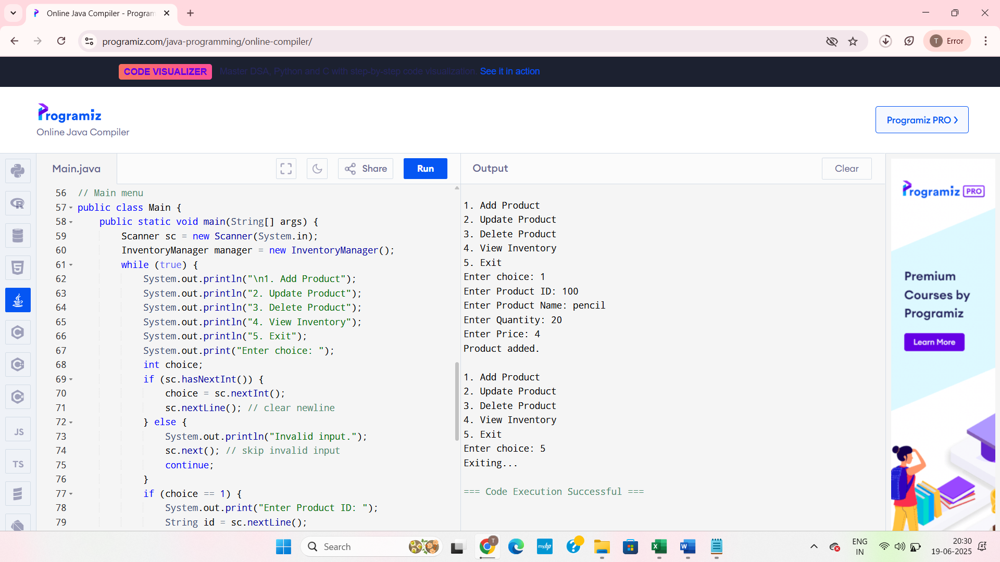 Online Java Compiler - Program
programiz.com/java-programming/online-compiler/
T Error
CODE VISUALIZER Master DSA, Python and C with step-by-step code visualization. See it in action
Programiz
Online Java Compiler
Programiz PRO
Main.java
Share
Run
Output
Clear
56 // Main menu
57 public class Main {
58 public static void main(String[] args) {
59 Scanner sc = new Scanner(System.in);
60 InventoryManager manager = new InventoryManager();
61 while (true) {
62 System.out.println("\n1. Add Product");
63 System.out.println("2. Update Product");
64 System.out.println("3. Delete Product");
65 System.out.println("4. View Inventory");
66 System.out.println("5. Exit");
67 System.out.print("Enter choice: ");
68 int choice;
69 if (sc.hasNextInt()) {
70 choice = sc.nextInt();
71 sc.nextLine(); // clear newline
72 } else {
73 System.out.println("Invalid input.");
74 sc.next(); // skip invalid input
75 continue;
76 }
77 if (choice == 1) {
78 System.out.print("Enter Product ID: ");
79 String id = sc.nextLine();
1. Add Product
2. Update Product
3. Delete Product
4. View Inventory
5. Exit
Enter choice: 1
Enter Product ID: 100
Enter Product Name: pencil
Enter Quantity: 20
Enter Price: 4
Product added.
1. Add Product
2. Update Product
3. Delete Product
4. View Inventory
5. Exit
Enter choice: 5
Exiting...
=== Code Execution Successful ===
Programiz PRO
Premium
Courses by
Programiz
Learn More
JS
TS
Search
T
myhp
ENG
IN
20:30
19-06-2025